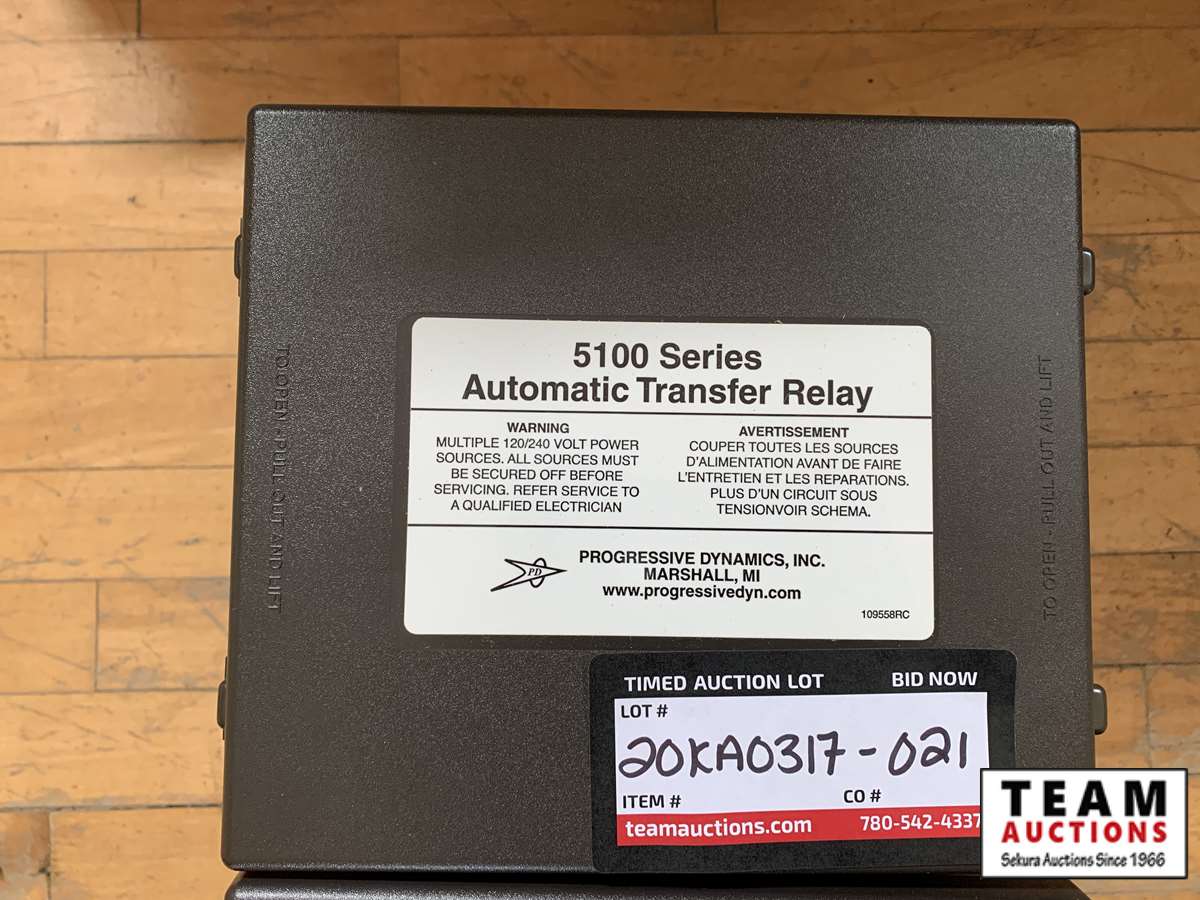 5100 Series
Automatic Transfer Relay
WARNING
MULTIPLE 120/240 VOLT POWER
SOURCES. ALL SOURCES MUST
BE SECURED OFF BEFORE
SERVICING. REFER SERVICE TO
A QUALIFIED ELECTRICIAN
AVERTISSEMENT
COUPER TOUTES LES SOURCES
D'ALIMENTATION AVANT DE FAIRE
L'ENTRETIEN ET LES REPARATIONS.
PLUS D'UN CIRCUIT SOUS
TENSIONVOIR SCHEMA.
PD
PROGRESSIVE DYNAMICS, INC.
MARSHALL, MI
www.progressivedyn.com
109558RC
TO OPEN - PULL OUT AND LIFT
TO OPEN - PULL OUT AND LIFT
TIMED AUCTION LOT BID NOW
LOT #
20KA0317-021
ITEM # CO #
teamauctions.com 780-542-4337
TEAM
AUCTIONS
Sekura Auctions Since 1966